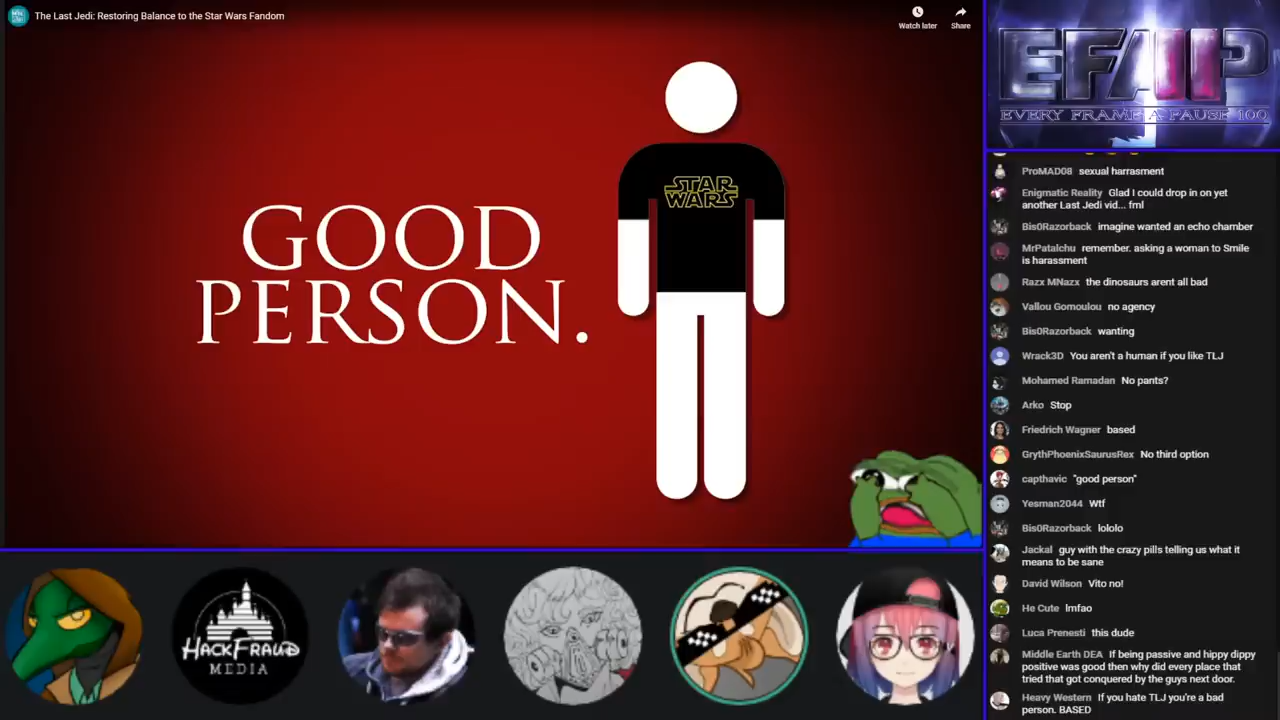 The Last Jedi: Restoring Balance to the Star Wars Fandom
Watch later
Share
GOOD
PERSON.
STAR
WARS
EFAP
EVERY FRAME A PAUSE 100
ProMAD08 sexual harrasment
Enigmatic Reality Glad I could drop in on yet
another Last Jedi vid... fml
Bis0Razorback imagine wanted an echo chamber
MrPatalchu remember. asking a woman to Smile
is harassment
Razx MNazx the dinosaurs arent all bad
Vallou Gomoulou no agency
Bis0Razorback wanting
Wrack3D You aren't a human if you like TLJ
Mohamed Ramadan No pants?
Arko Stop
Friedrich Wagner based
GrythPhoenixSaurusRex No third option
capthavic "good person"
Yesman2044 Wtf
Bis0Razorback lololo
Jackal guy with the crazy pills telling us what it
means to be sane
David Wilson Vito no!
He Cute lmfao
Luca Prenesti this dude
Middle Earth DEA If being passive and hippy dippy
positive was good then why did every place that
tried that got conquered by the guys next door.
Heavy Western If you hate TLJ you're a bad
person. BASED
HACKFRAUD
MEDIA